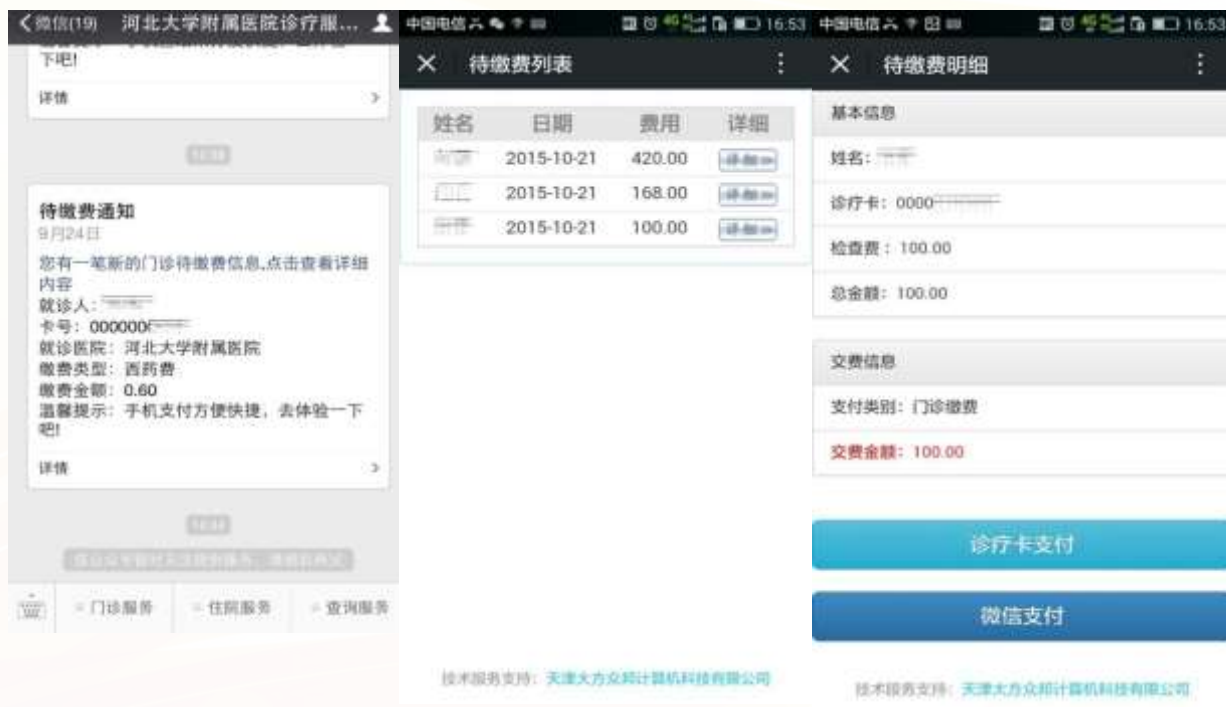 微信(19) 河北大学附属医院诊疗服...
下吧!
详情
待缴费通知
9月24日
您有一笔新的门诊待缴费信息,点击查看详细
内容
就诊人:
卡号: 000000
就诊医院: 河北大学附属医院
缴费类型: 西药费
缴费金额: 0.60
温馨提示: 手机支付方便快捷, 去体验一下
吧!
详情
门诊服务 住院服务 查询服务
中国电信 16:53
待缴费列表
姓名 日期 费用 详细
2015-10-21 420.00
2015-10-21 168.00
2015-10-21 100.00
技术服务支持: 天津大方众邦计算机科技有限公司
中国电信 16:53
待缴费明细
基本信息
姓名:
诊疗卡: 0000
检查费: 100.00
总金额: 100.00
交费信息
支付类别: 门诊缴费
交费金额: 100.00
诊疗卡支付
微信支付
技术服务支持: 天津大方众邦计算机科技有限公司